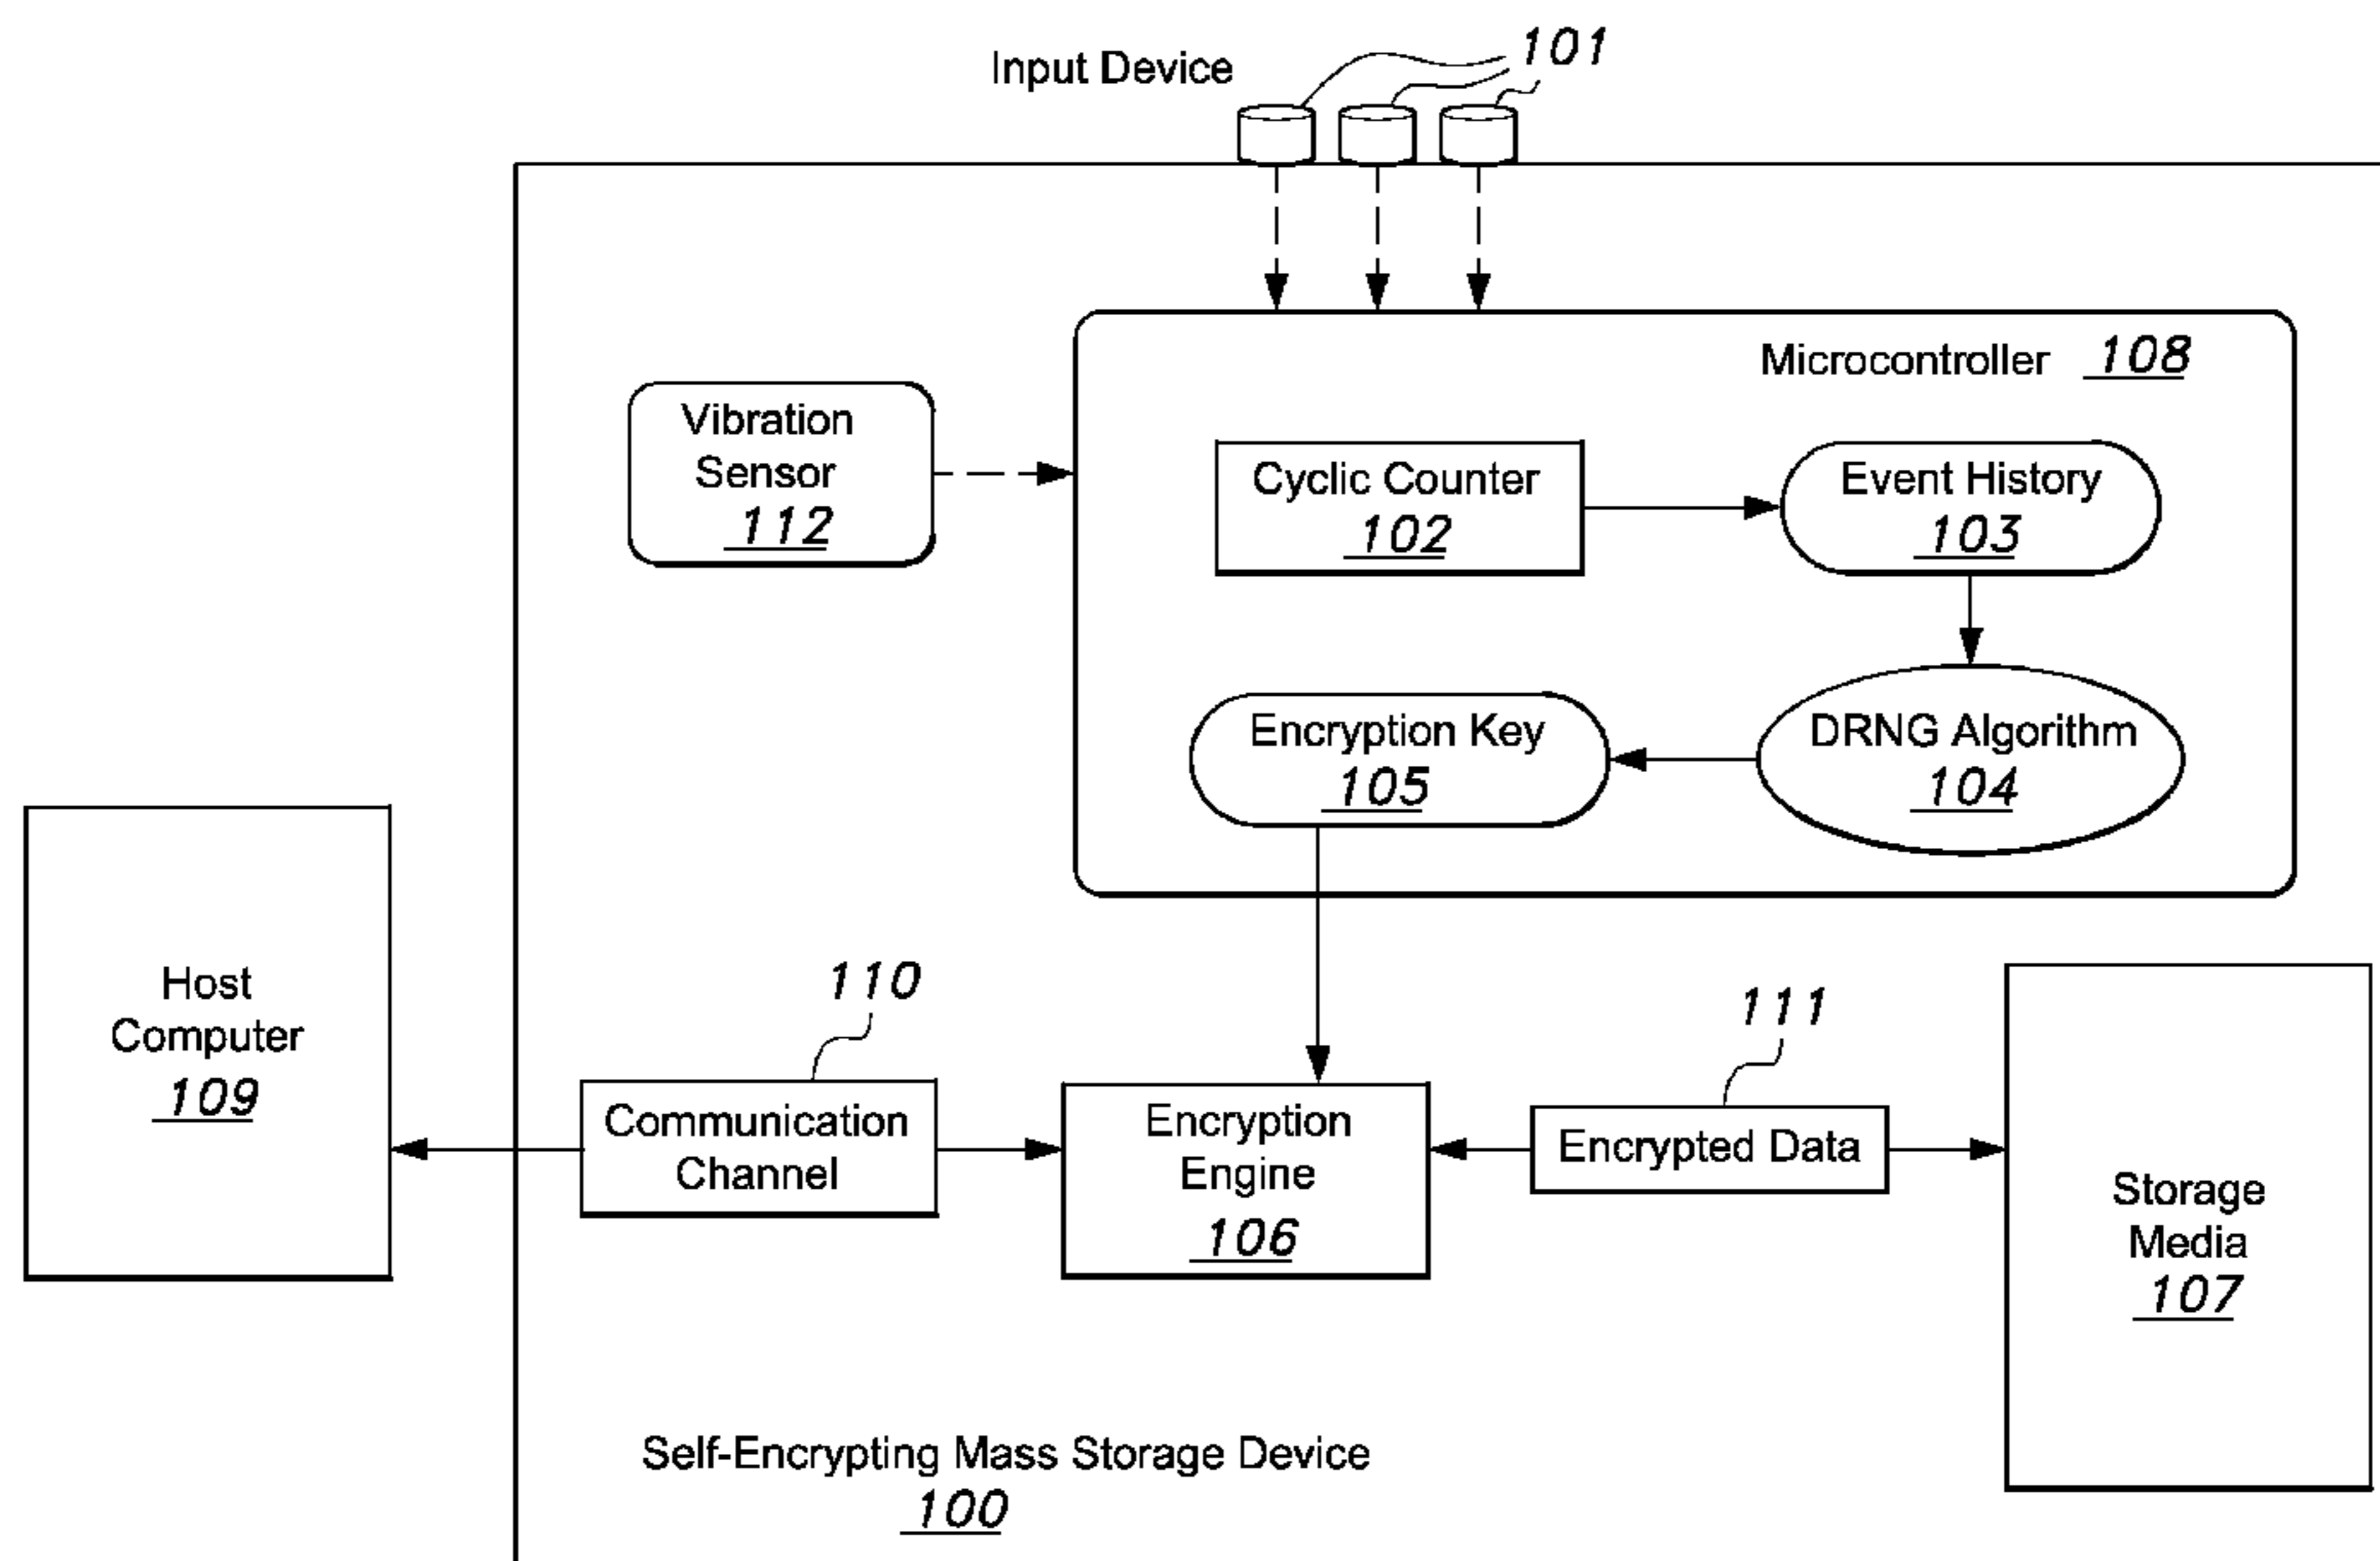 Input Device
101
Microcontroller 108
Vibration
Sensor
112
Cyclic Counter
102
Event History
103
Encryption Key
105
DRNG Algorithm
104
Host
Computer
109
110
Communication
Channel
Encryption
Engine
106
111
Encrypted Data
Storage
Media
107
Self-Encrypting Mass Storage Device
100